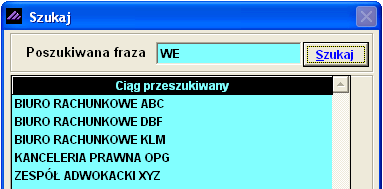 Szukaj
Poszukiwana fraza WE Szukaj
Ciąg przeszukiwany
BIURO RACHUNKOWE ABC
BIURO RACHUNKOWE DBF
BIURO RACHUNKOWE KLM
KANCELARIA PRAWNA OPG
ZESPÓŁ ADWOKACKI XYZ